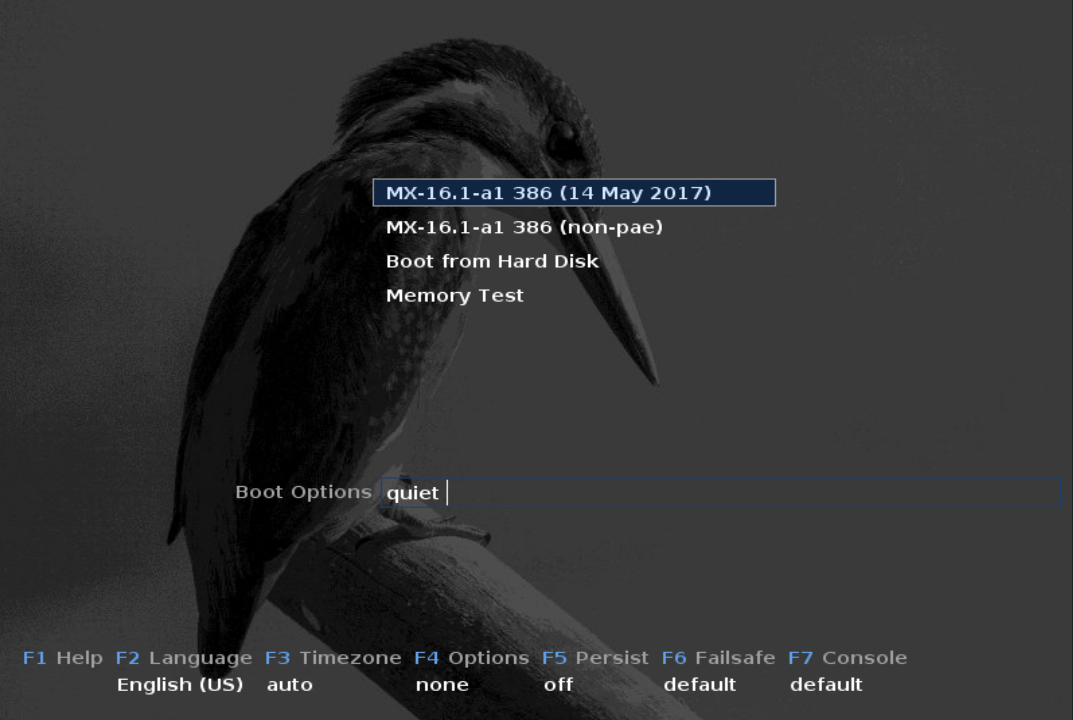 MX-16.1-a1 386 (14 May 2017)
MX-16.1-a1 386 (non-pae)
Boot from Hard Disk
Memory Test
Boot Options quiet
F1 Help F2 Language F3 Timezone F4 Options F5 Persist F6 Failsafe F7 Console
English (US) auto none off default default